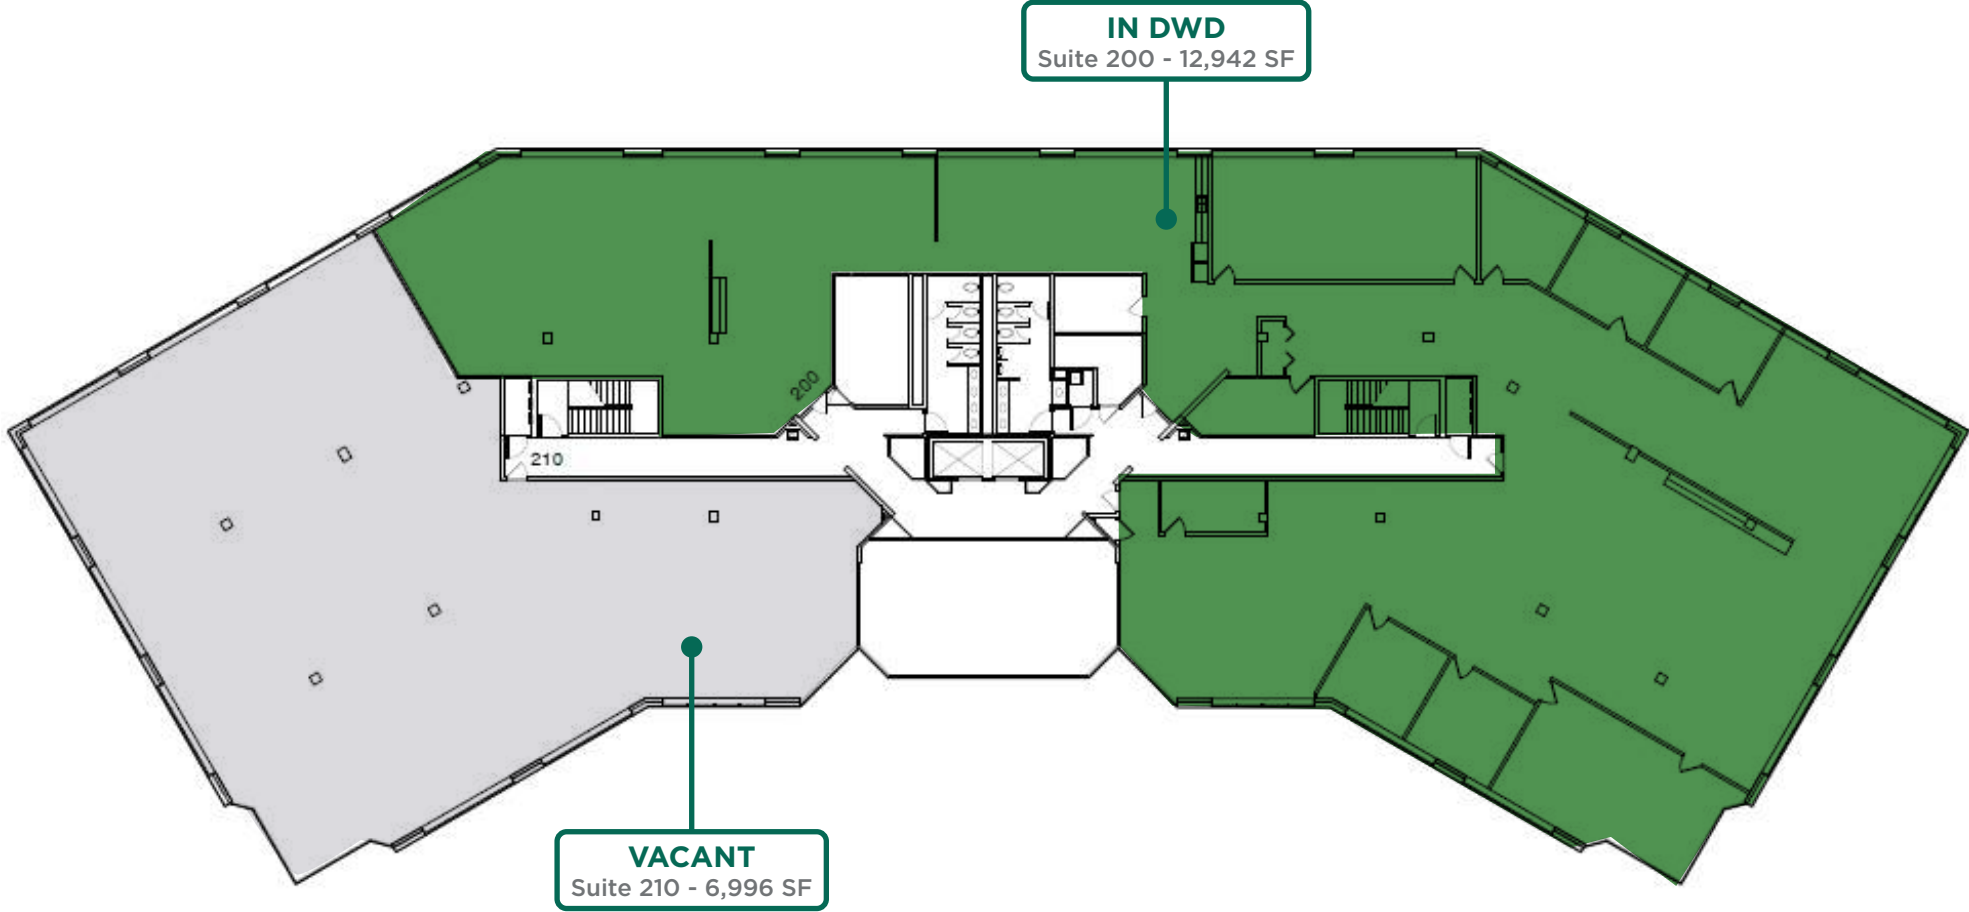 IN DWD
Suite 200 - 12,942 SF
200
210
VACANT
Suite 210 - 6,996 SF